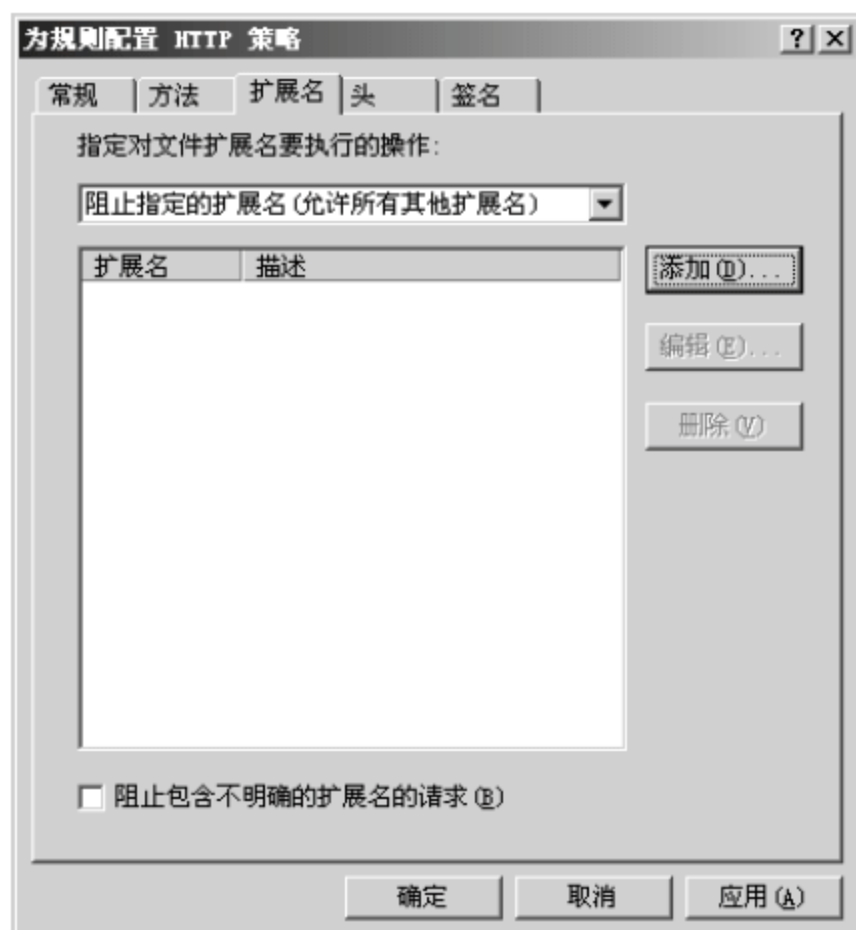 为规则配置 HTTP 策略
常规 方法 扩展名 头 签名
指定对文件扩展名要执行的操作:
阻止指定的扩展名(允许所有其他扩展名)
扩展名 描述
添加(D)...
编辑(E)...
删除(V)
阻止包含不明确的扩展名的请求(B)
确定 取消 应用(A)